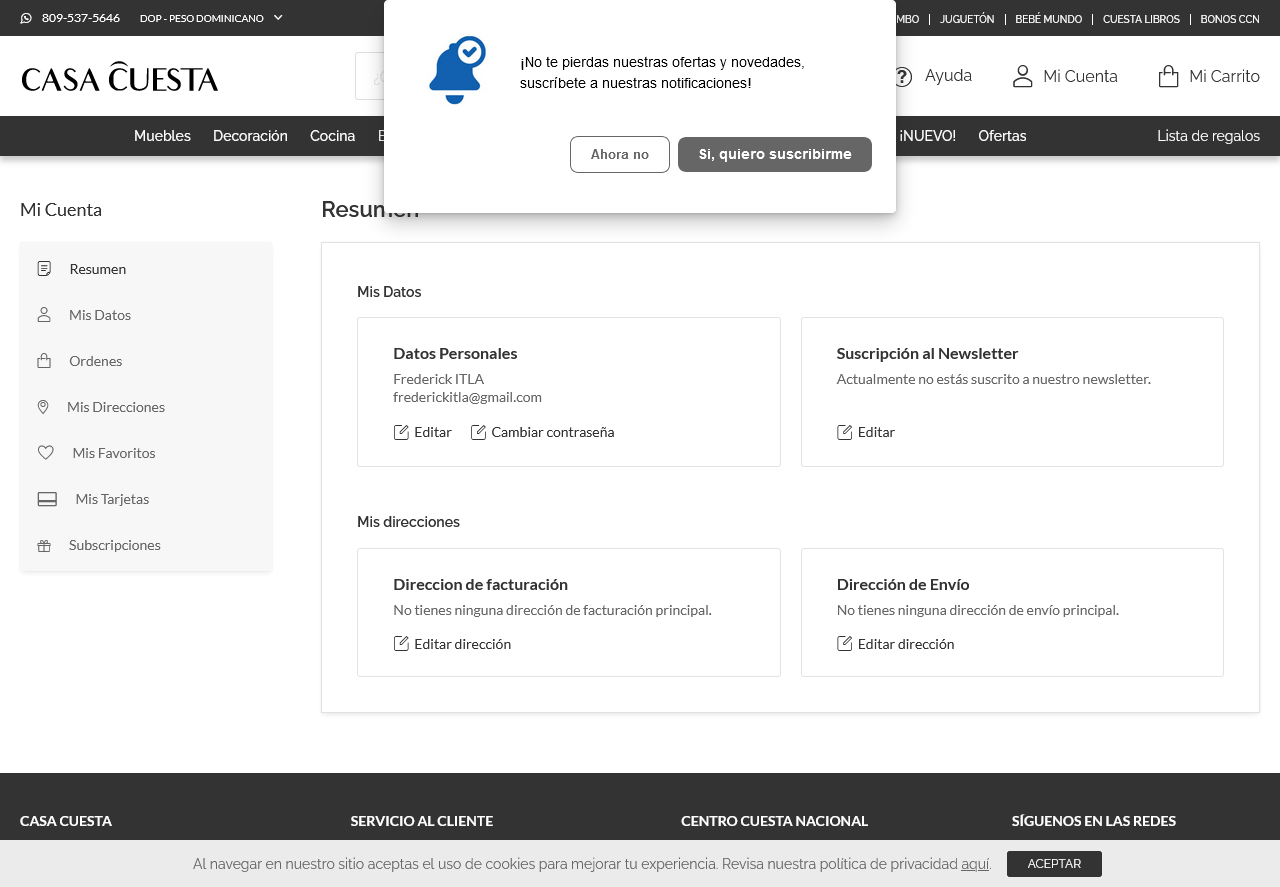 809-537-5646
DOP - PESO DOMINICANO
JUGUETÓN
BEBÉ MUNDO
CUESTA LIBROS
BONOS CCN
¡No te pierdas nuestras ofertas y novedades,
suscríbete a nuestras notificaciones!
Ahora no
Si, quiero suscribirme
CASA CUESTA
Ayuda
Mi Cuenta
Mi Carrito
Muebles
Decoración
Cocina
¡NUEVO!
Ofertas
Lista de regalos
Mi Cuenta
Resumen
Mis Datos
Ordenes
Mis Direcciones
Mis Favoritos
Mis Tarjetas
Subscripciones
Resumen
Mis Datos
Datos Personales
Frederick ITLA
frederickitla@gmail.com
Editar
Cambiar contraseña
Suscripción al Newsletter
Actualmente no estás suscrito a nuestro newsletter.
Editar
Mis direcciones
Direccion de facturación
No tienes ninguna dirección de facturación principal.
Editar dirección
Dirección de Envío
No tienes ninguna dirección de envío principal.
Editar dirección
CASA CUESTA
SERVICIO AL CLIENTE
CENTRO CUESTA NACIONAL
SÍGUENOS EN LAS REDES
Al navegar en nuestro sitio aceptas el uso de cookies para mejorar tu experiencia. Revisa nuestra política de privacidad aquí.
ACEPTAR